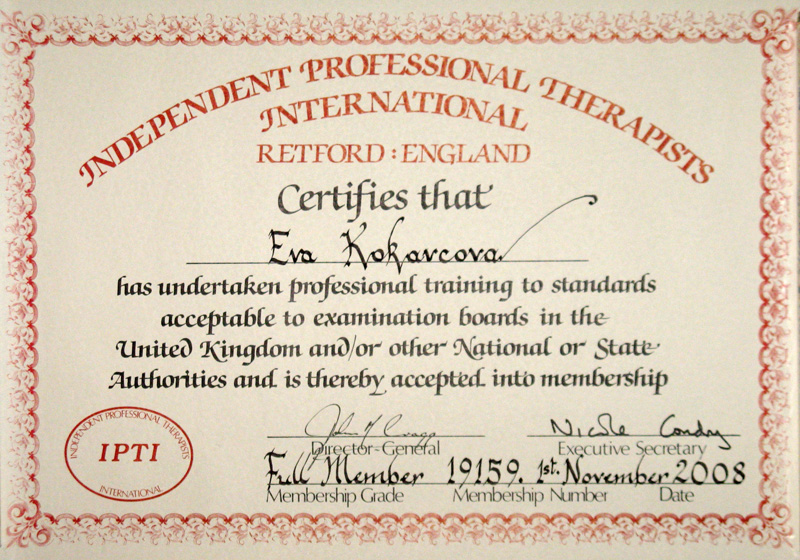 INDEPENDENT PROFESSIONAL THERAPISTS
INTERNATIONAL
RETFORD : ENGLAND
Certifies that
Eva Kokavcova
has undertaken professional training to standards
acceptable to examination boards in the
United Kingdom and/or other National or State
Authorities and is thereby accepted into membership
INDEPENDENT PROFESSIONAL THERAPISTS
IPTI
INTERNATIONAL
Nicole Condy
Director-General Executive Secretary
Full Member 19159. 1st. November 2008
Membership Grade Membership Number Date